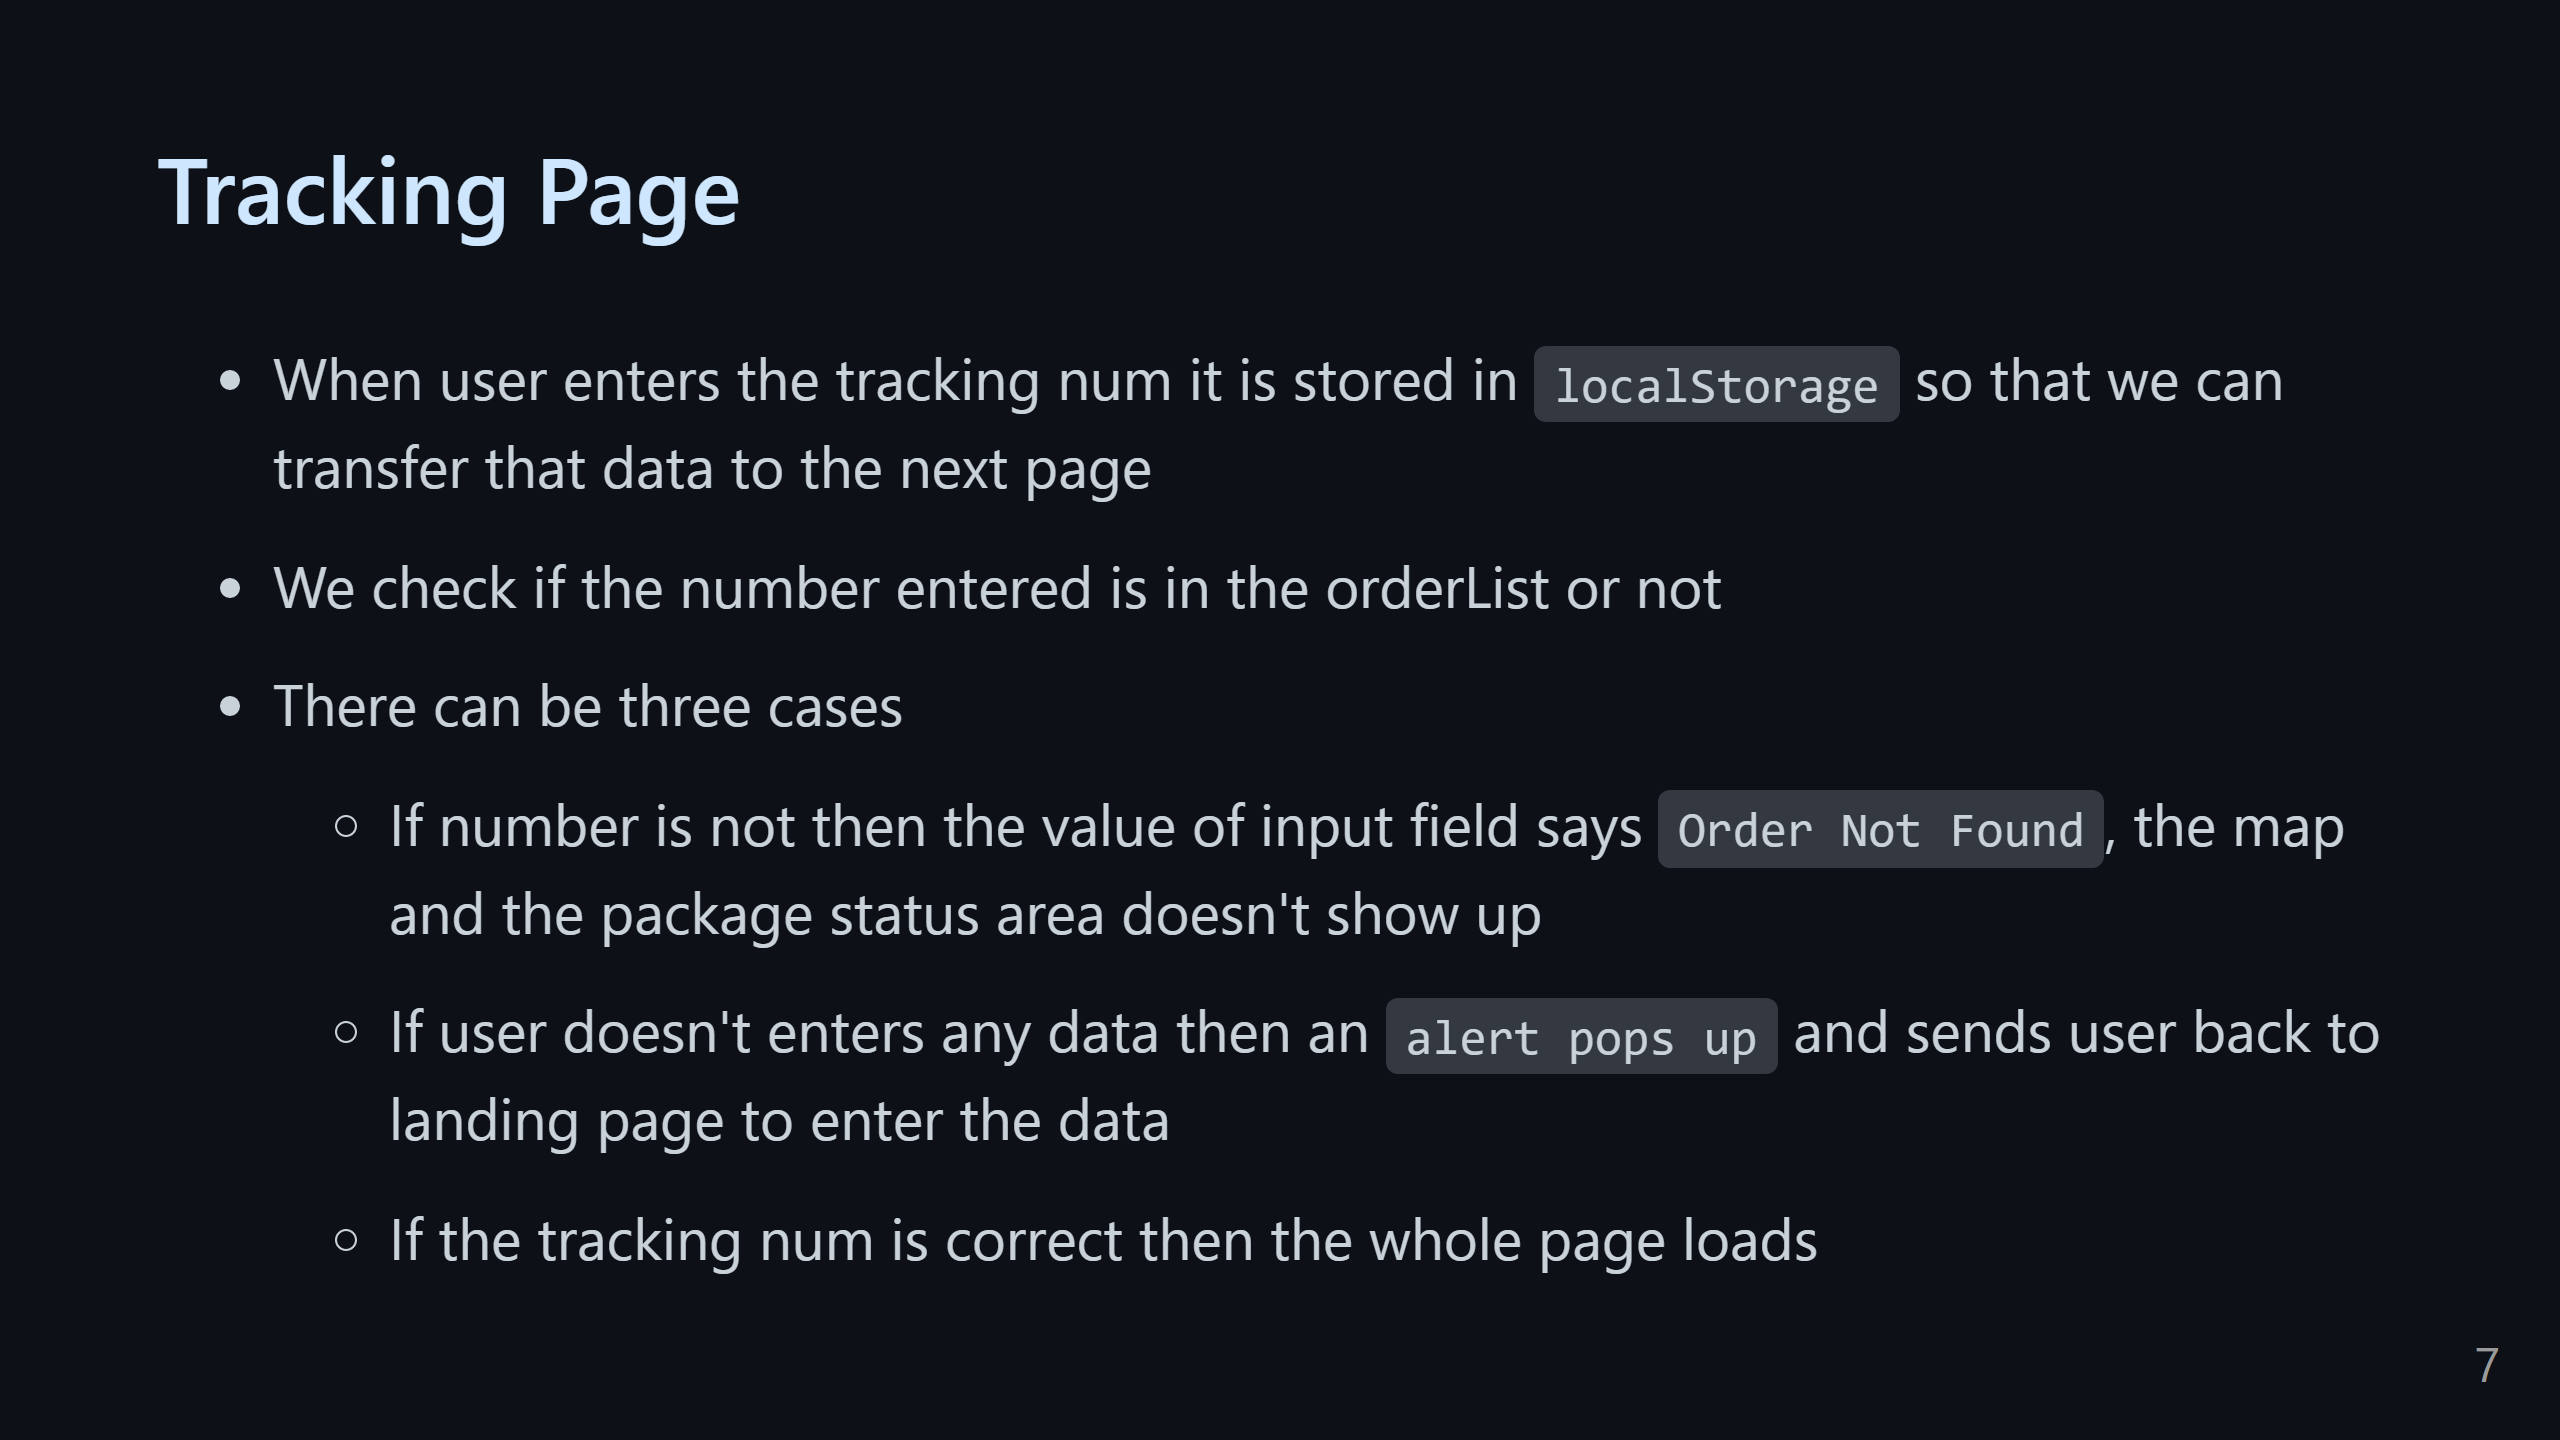 Tracking Page
When user enters the tracking num it is stored in localStorage so that we can
transfer that data to the next page
We check if the number entered is in the orderList or not
There can be three cases
If number is not then the value of input field says Order Not Found, the map
and the package status area doesn't show up
If user doesn't enters any data then an alert pops up and sends user back to
landing page to enter the data
If the tracking num is correct then the whole page loads
7